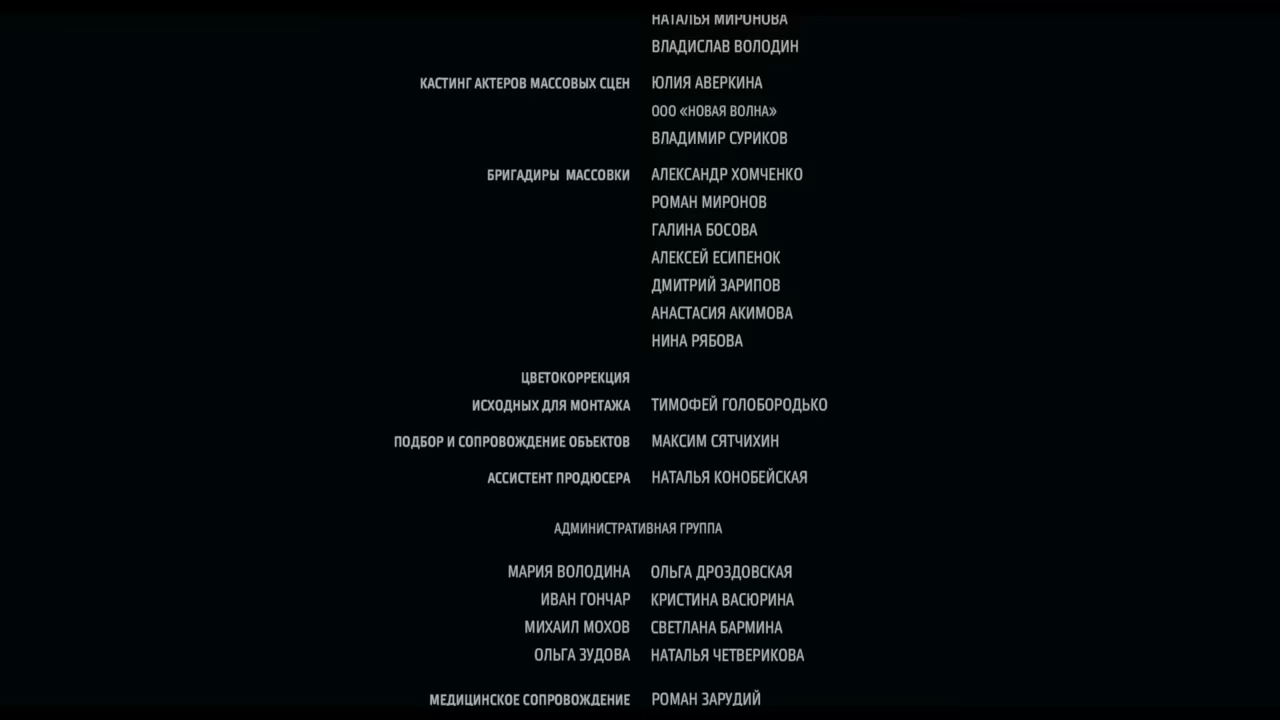 НАТАЛЬЯ МИРОНОВА
ВЛАДИСЛАВ ВОЛОДИН
КАСТИНГ АКТЕРОВ МАССОВЫХ СЦЕН ЮЛИЯ АВЕРКИНА
ООО «НОВАЯ ВОЛНА»
ВЛАДИМИР СУРИКОВ
БРИГАДИРЫ МАССОВКИ АЛЕКСАНДР ХОМЧЕНКО
РОМАН МИРОНОВ
ГАЛИНА БОСОВА
АЛЕКСЕЙ ЕСИПЕНОК
ДМИТРИЙ ЗАРИПОВ
АНАСТАСИЯ АКИМОВА
НИНА РЯБОВА
ЦВЕТОКОРРЕКЦИЯ
ИСХОДНЫХ ДЛЯ МОНТАЖА ТИМОФЕЙ ГОЛОБОРОДЬКО
ПОДБОР И СОПРОВОЖДЕНИЕ ОБЪЕКТОВ МАКСИМ СЯТЧИХИН
АССИСТЕНТ ПРОДЮСЕРА НАТАЛЬЯ КОНОБЕЙСКАЯ
АДМИНИСТРАТИВНАЯ ГРУППА
МАРИЯ ВОЛОДИНА ОЛЬГА ДРОЗДОВСКАЯ
ИВАН ГОНЧАР КРИСТИНА ВАСЮРИНА
МИХАИЛ МОХОВ СВЕТЛАНА БАРМИНА
ОЛЬГА ЗУДОВА НАТАЛЬЯ ЧЕТВЕРИКОВА
МЕДИЦИНСКОЕ СОПРОВОЖДЕНИЕ РОМАН ЗАРУДИЙ